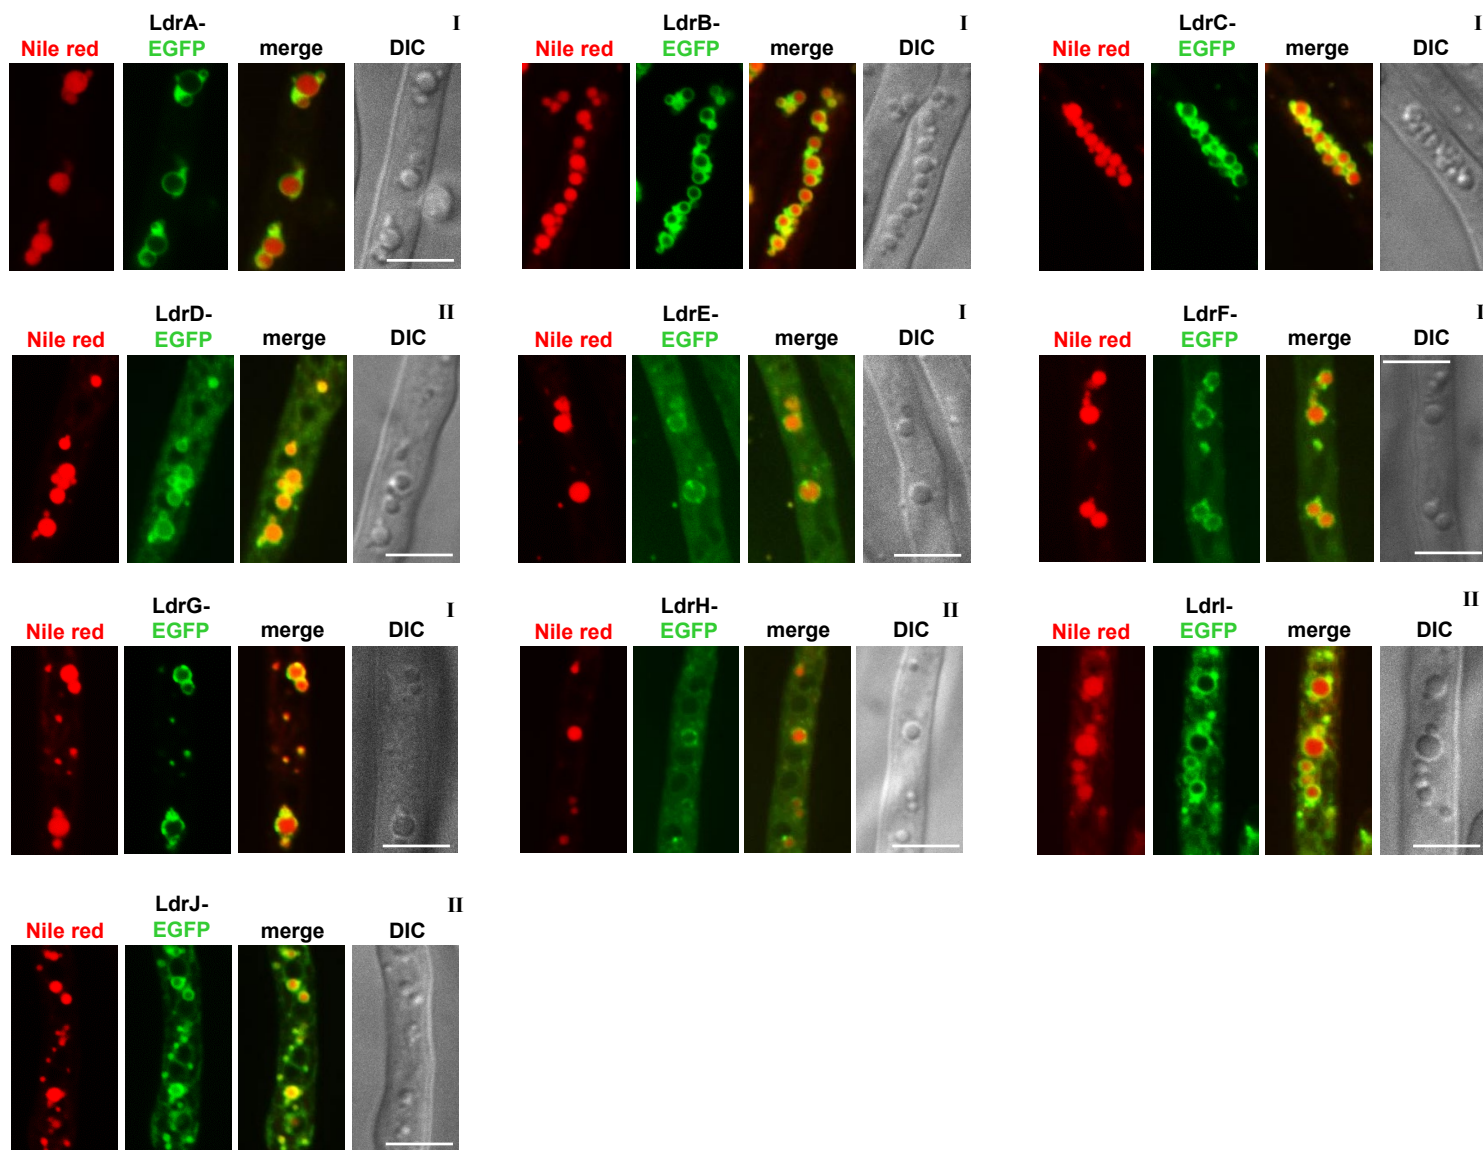 LdrA- I
Nile red EGFP merge DIC
LdrB- I
Nile red EGFP merge DIC
LdrC- I
Nile red EGFP merge DIC
LdrD- II
Nile red EGFP merge DIC
LdrE- I
Nile red EGFP merge DIC
LdrF- I
Nile red EGFP merge DIC
LdrG- I
Nile red EGFP merge DIC
LdrH- II
Nile red EGFP merge DIC
LdrI- II
Nile red EGFP merge DIC
LdrJ- II
Nile red EGFP merge DIC